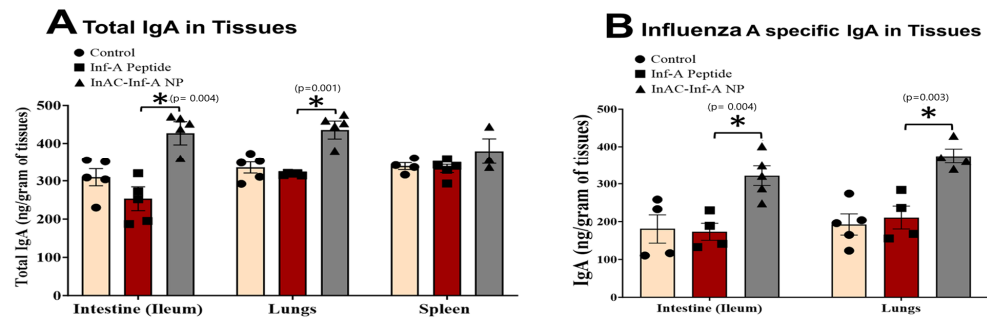 A Total IgA in Tissues
Control
Inf-A Peptide
InAC-Inf-A NP
Total IgA (ng/gram of tissues)
500
400
300
200
100
0
* (p= 0.004)
(p=0.001)
*
Intestine (Ileum) Lungs Spleen
B Influenza A specific IgA in Tissues
Control
Inf-A Peptide
InAC-Inf-A NP
IgA (ng/gram of tissues)
500
400
300
200
100
0
(p= 0.004)
*
(p=0.003)
*
Intestine (Ileum) Lungs